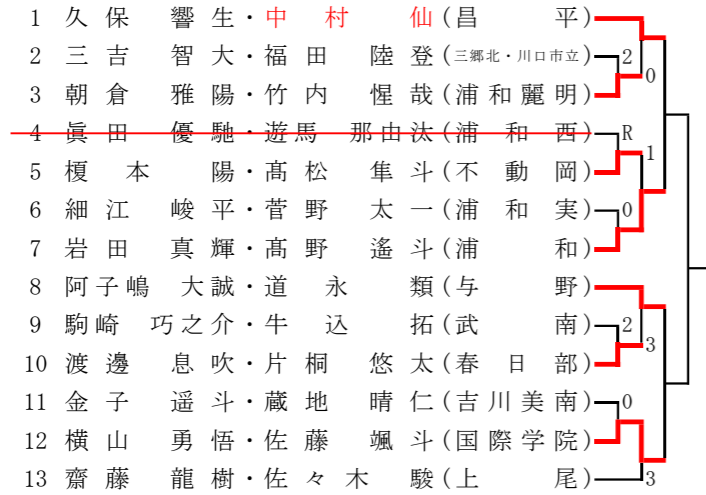 1 久保 響生・中村 仙(昌平)
2 三吉 智大・福田 陸登(三郷北・川口市立) 2
0
3 朝倉 雅陽・竹内 惺哉(浦和麗明)
4 眞田 優馳・遊馬 那由汰(浦和西) R
1
5 榎本 陽・髙松 隼斗(不動岡)
6 細江 峻平・菅野 太一(浦和実) 0
7 岩田 真輝・髙野 遙斗(浦和)
8 阿子嶋 大誠・道永 類(与野)
9 駒崎 巧之介・牛込 拓(武南) 2
3
10 渡邊 息吹・片桐 悠太(春日部)
11 金子 遥斗・蔵地 晴仁(吉川美南) 0
12 横山 勇悟・佐藤 颯斗(国際学院)
13 齋藤 龍樹・佐々木 駿(上尾) 3